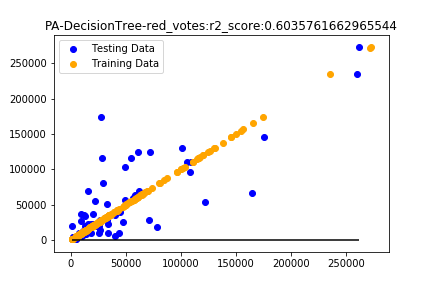 PA-DecisionTree-red_votes:r2_score:0.6035761662965544
Testing Data
Training Data
250000
200000
150000
100000
50000
0
0 50000 100000 150000 200000 250000